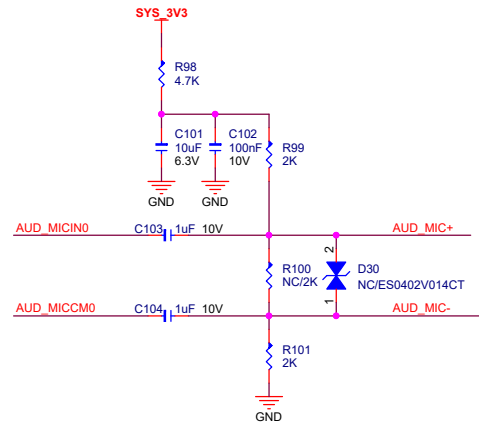 SYS_3V3
R98
4.7K
C101
10uF
6.3V
C102
100nF
10V
R99
2K
GND
GND
AUD_MICIN0
C103
1uF
10V
AUD_MIC+
2
R100
NC/2K
D30
NC/ES0402V014CT
1
AUD_MICCM0
C104
1uF
10V
AUD_MIC-
R101
2K
GND